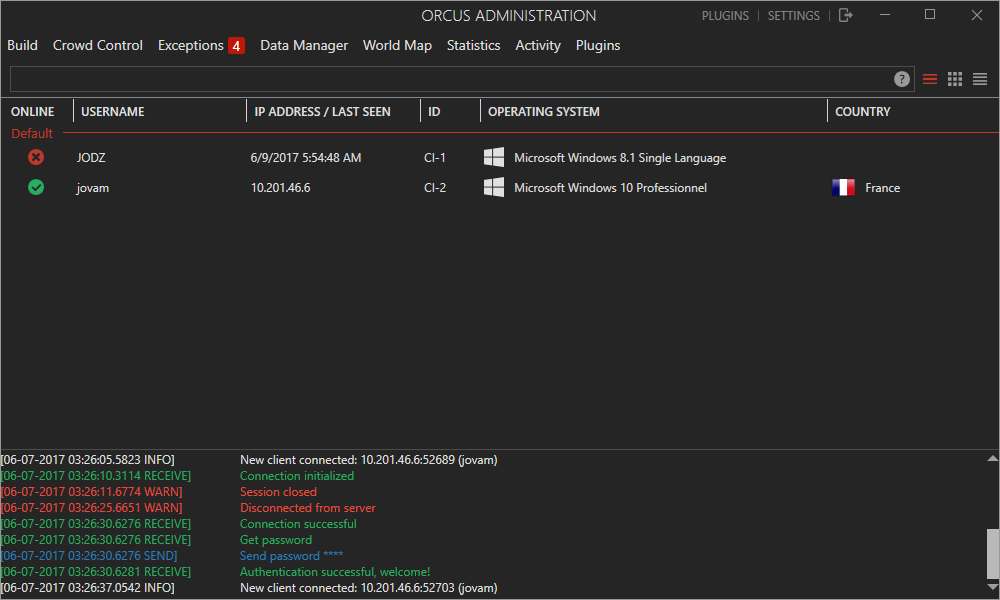 ORCUS ADMINISTRATION PLUGINS SETTINGS
Build Crowd Control Exceptions 4 Data Manager World Map Statistics Activity Plugins
?
ONLINE USERNAME IP ADDRESS / LAST SEEN ID OPERATING SYSTEM COUNTRY
Default
JODZ 6/9/2017 5:54:48 AM CI-1 Microsoft Windows 8.1 Single Language
jovam 10.201.46.6 CI-2 Microsoft Windows 10 Professionnel France
[06-07-2017 03:26:05.5823 INFO] New client connected: 10.201.46.6:52689 (jovam)
[06-07-2017 03:26:10.3114 RECEIVE] Connection initialized
[06-07-2017 03:26:11.6774 WARN] Session closed
[06-07-2017 03:26:25.6651 WARN] Disconnected from server
[06-07-2017 03:26:30.6276 RECEIVE] Connection successful
[06-07-2017 03:26:30.6276 RECEIVE] Get password
[06-07-2017 03:26:30.6276 SEND] Send password ****
[06-07-2017 03:26:30.6281 RECEIVE] Authentication successful, welcome!
[06-07-2017 03:26:37.0542 INFO] New client connected: 10.201.46.6:52703 (jovam)